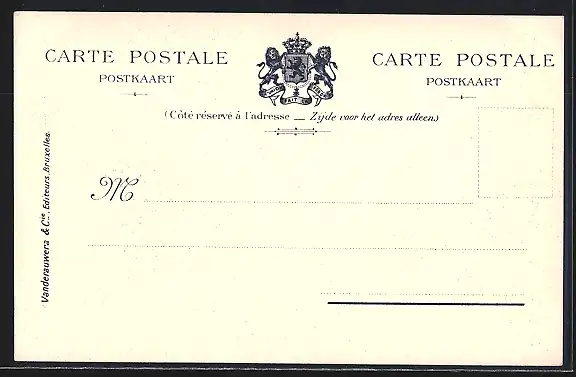 CARTE POSTALE
POSTKAART
CARTE POSTALE
POSTKAART
(Côté réservé à l'adresse — Zijde voor het adres alleen.)
M
Vanderauwera & Cie, Editeurs, Bruxelles.